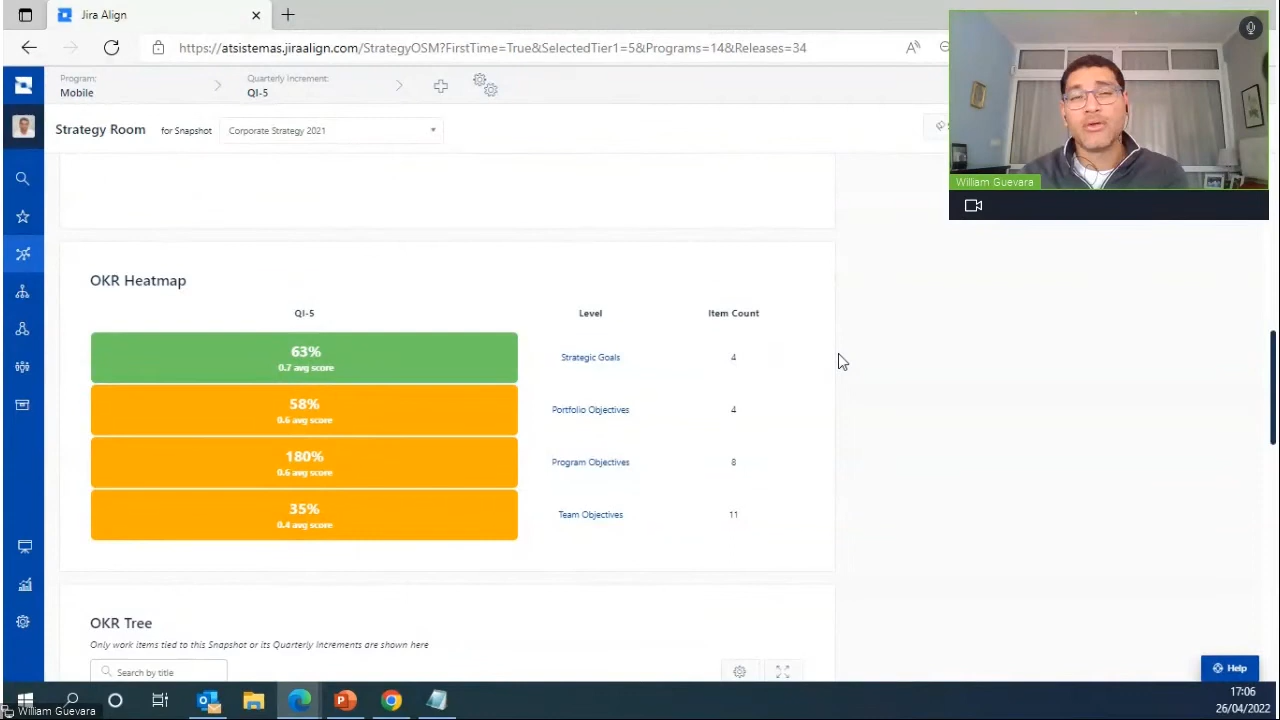 Jira Align
https://atsistemas.jiraalign.com/StrategyOSM?FirstTime=True&SelectedTier1=5&Programs=14&Releases=34
Program:
Mobile
Quarterly Increment:
QI-5
Strategy Room
for Snapshot
Corporate Strategy 2021
William Guevara
OKR Heatmap
QI-5 Level Item Count
63%
0.7 avg score
Strategic Goals 4
58%
0.6 avg score
Portfolio Objectives 4
180%
0.6 avg score
Program Objectives 8
35%
0.4 avg score
Team Objectives 11
OKR Tree
Only work items tied to this Snapshot or its Quarterly Increments are shown here
Search by title
Help
17:06
26/04/2022
William Guevara